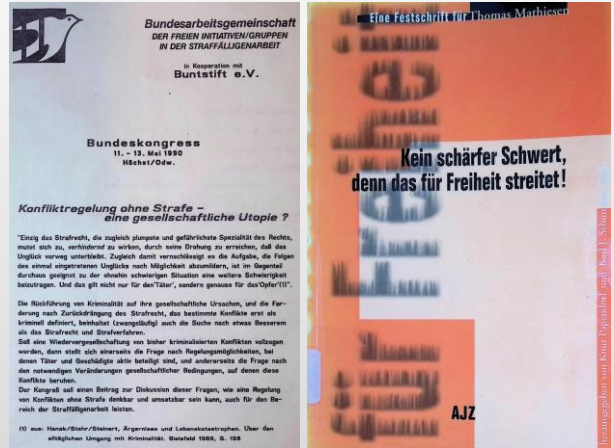 Bundesarbeitsgemeinschaft
DER FREIEN INITIATIVEN/GRUPPEN
IN DER STRAFFÄLLIGENARBEIT
in Kooperation mit
Buntstift e.V.
Bundeskongress
11. – 13. Mai 1990
Höchst/Odw.
Konfliktregelung ohne Strafe –
eine gesellschaftliche Utopie ?
"Einzig das Strafrecht, die zugleich plumpste und gefährlichste Spezialität des Rechts,
mutet sich zu, verhindernd zu wirken, durch seine Drohung zu erreichen, daß das
Unglück vorweg unterbleibt. Zugleich damit vernachlässigt es die Aufgabe, die Folgen
des einmal eingetretenen Unglücks nach Möglichkeit abzumildern, ist im Gegenteil
durchaus geeignet zu der ohnehin schwierigen Situation eine weitere Schwierigkeit
beizutragen. Und das gilt nicht nur für den'Täter', sondern genauso für das'Opfer'(1)".
Die Rückführung von Kriminalität auf ihre gesellschaftliche Ursachen, und die For-
derung nach Zurückdrängung des Strafrecht, das bestimmte Konflikte erst als
kriminell definiert, beinhaltet (zwangsläufig) auch die Suche nach etwas Besserem
als das Strafrecht und Strafverfahren.
Soll eine Wiedervergesellschaftung von bisher kriminalisierten Konflikten vollzogen
werden, dann stellt sich einerseits die Frage nach Regelungsmöglichkeiten, bei
denen Täter und Geschädigte aktiv beteiligt sind, und andererseits die Frage nach
den notwendigen Veränderungen gesellschaftlicher Bedingungen, auf denen diese
Konflikte beruhen.
Der Kongreß soll einen Beitrag zur Diskussion dieser Fragen, wie eine Regelung
von Konflikten ohne Strafe denkbar und umsetzbar sein kann, auch für den Be-
reich der Straffälligenarbeit leisten.
(1) aus: Hanak/Stehr/Steinert, Ärgernisse und Lebenskatastrophen. Über den
alltäglichen Umgang mit Kriminalität. Bielefeld 1989, S.
Eine Festschrift für Thomas Mathiesen
für Freiheit
Kein schärfer Schwert,
denn das für Freiheit streitet!
AJZ
herausgegeben von Knut Papendorf und Karl F.